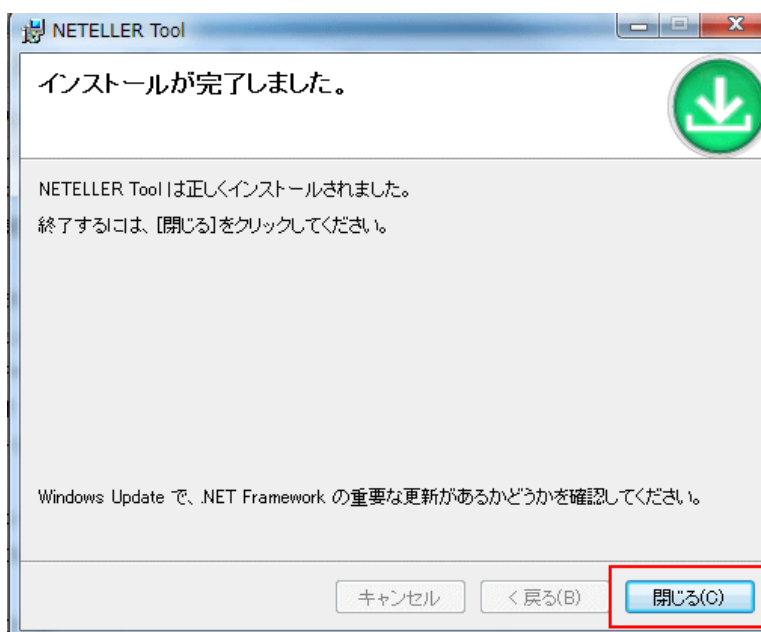 NETELLER Tool
インストールが完了しました。
NETELLER Tool は正しくインストールされました。
終了するには、[閉じる]をクリックしてください。
Windows Update で、.NET Framework の重要な更新があるかどうかを確認してください。
キャンセル
< 戻る(B)
閉じる(C)